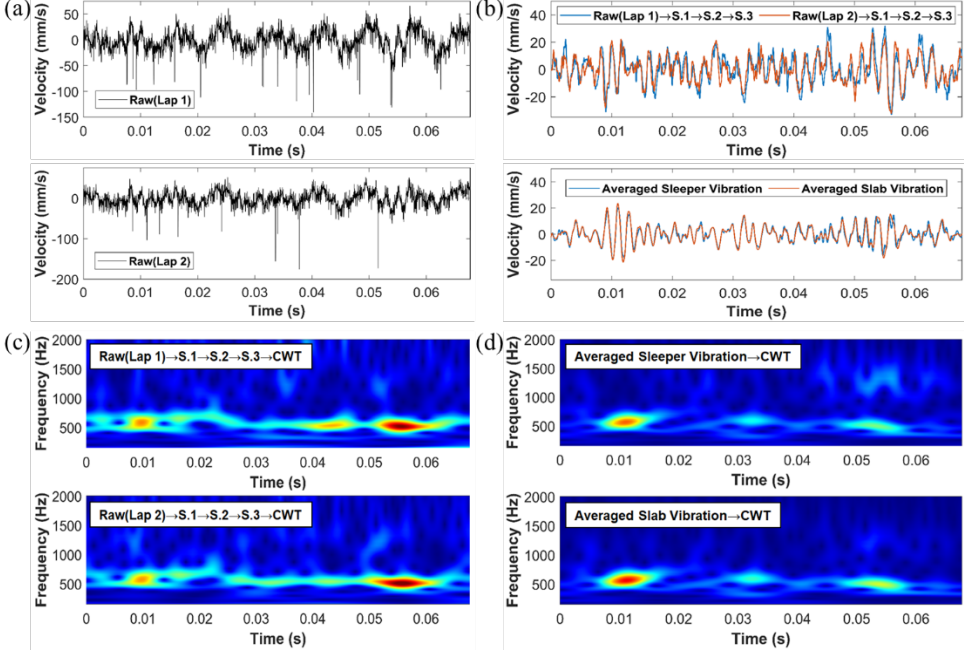 (a)
50
0
-50
-100
-150
Velocity (mm/s)
Raw(Lap 1)
0 0.01 0.02 0.03 0.04 0.05 0.06
Time (s)
0
-100
-200
Velocity (mm/s)
Raw(Lap 2)
0 0.01 0.02 0.03 0.04 0.05 0.06
Time (s)
(b)
Raw(Lap 1)→S.1→S.2→S.3 Raw(Lap 2)→S.1→S.2→S.3
40
20
0
-20
Velocity (mm/s)
0 0.01 0.02 0.03 0.04 0.05 0.06
Time (s)
Averaged Sleeper Vibration Averaged Slab Vibration
40
20
0
-20
Velocity (mm/s)
0 0.01 0.02 0.03 0.04 0.05 0.06
Time (s)
(c)
Raw(Lap 1)→S.1→S.2→S.3→CWT
2000
1500
1000
500
Frequency (Hz)
0 0.01 0.02 0.03 0.04 0.05 0.06
Time (s)
Raw(Lap 2)→S.1→S.2→S.3→CWT
2000
1500
1000
500
Frequency (Hz)
0 0.01 0.02 0.03 0.04 0.05 0.06
Time (s)
(d)
Averaged Sleeper Vibration→CWT
2000
1500
1000
500
Frequency (Hz)
0 0.01 0.02 0.03 0.04 0.05 0.06
Time (s)
Averaged Slab Vibration→CWT
2000
1500
1000
500
Frequency (Hz)
0 0.01 0.02 0.03 0.04 0.05 0.06
Time (s)